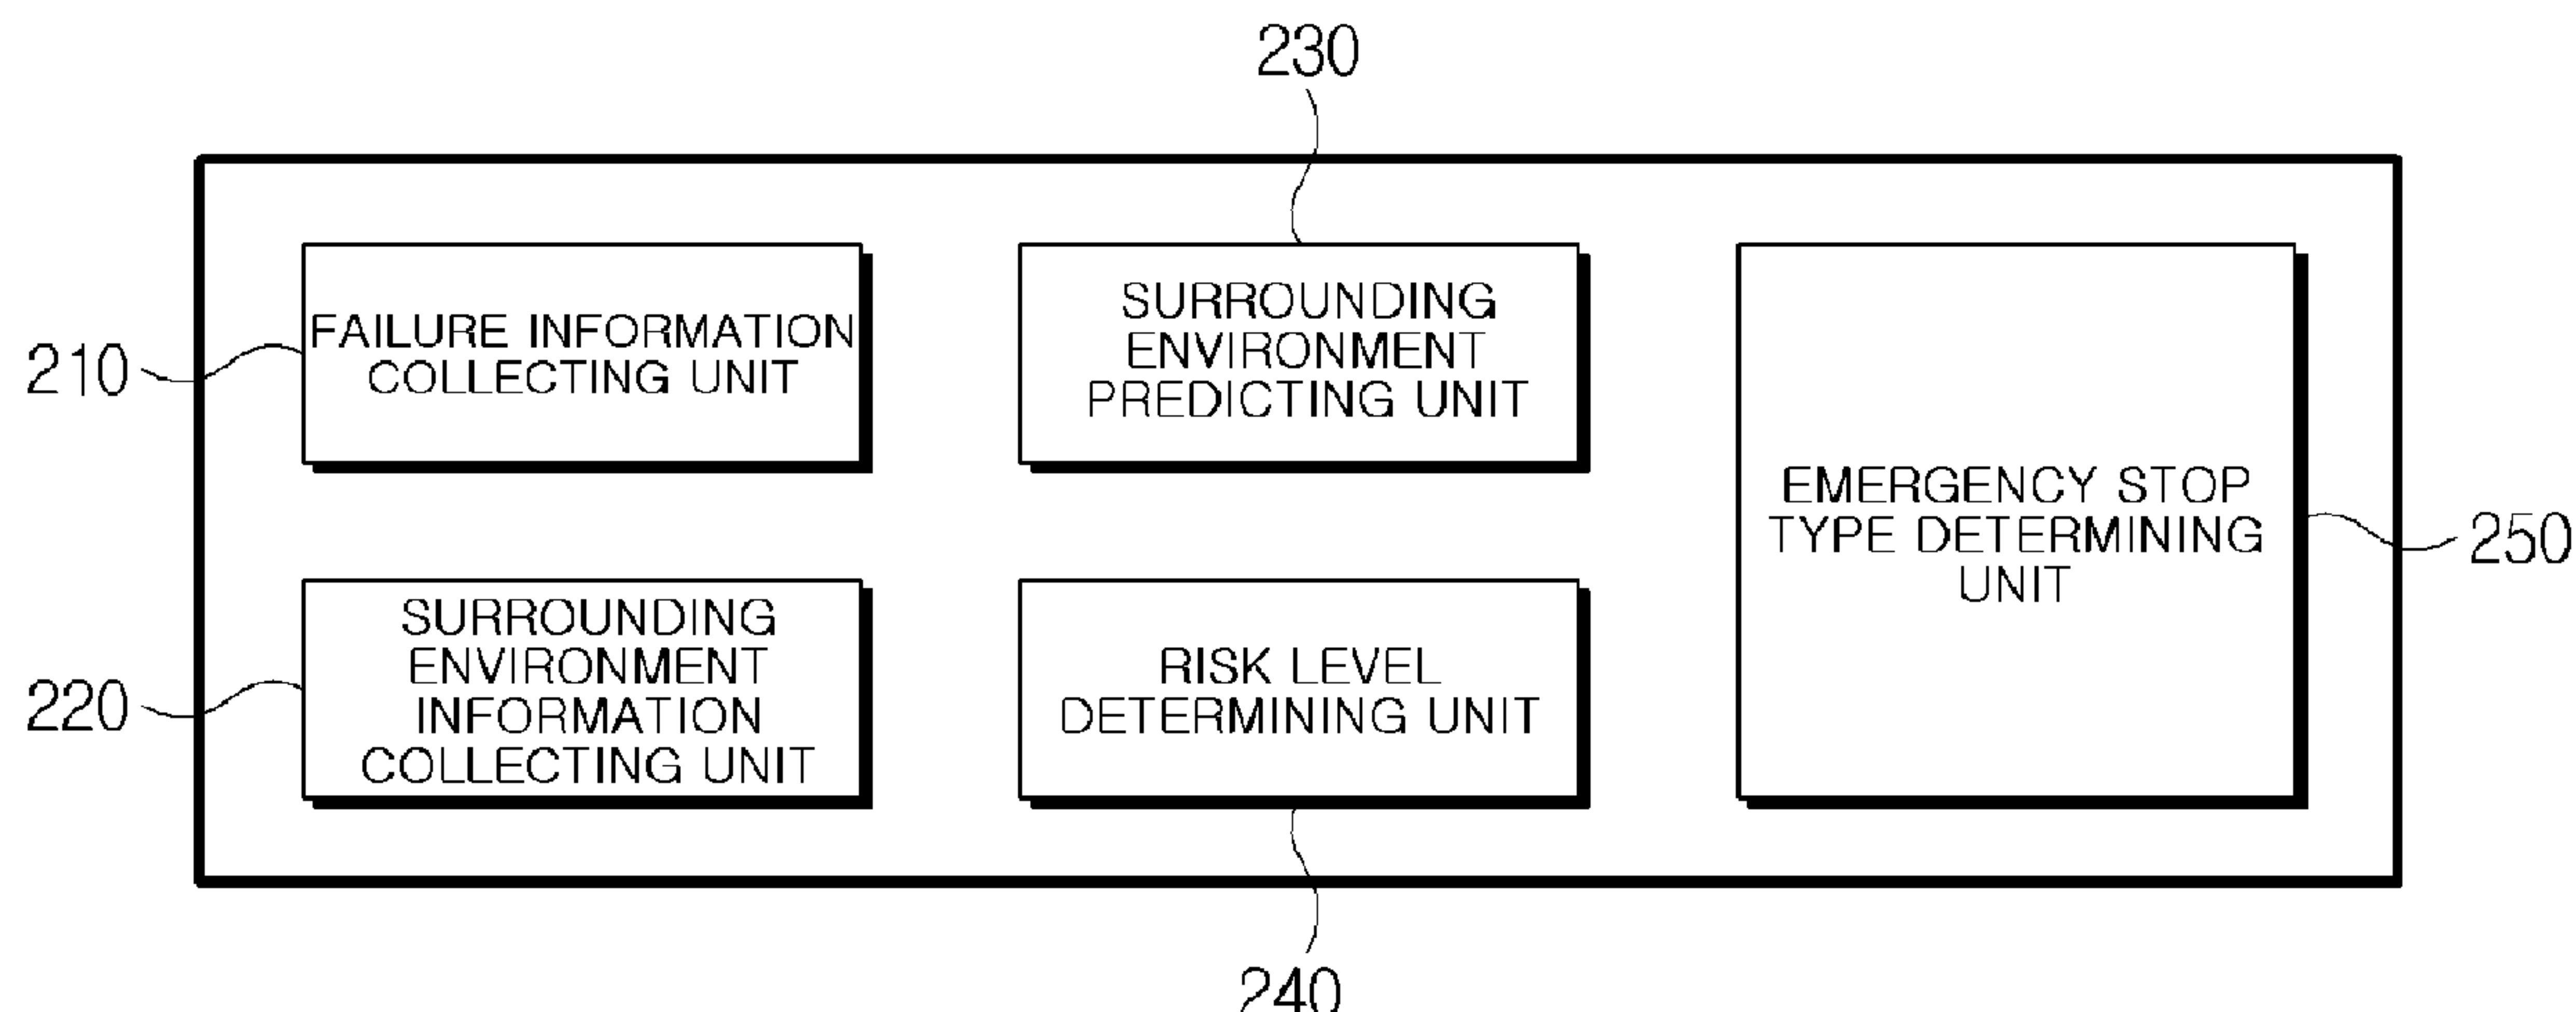 230
210
FAILURE INFORMATION
COLLECTING UNIT
SURROUNDING
ENVIRONMENT
PREDICTING UNIT
220
SURROUNDING
ENVIRONMENT
INFORMATION
COLLECTING UNIT
RISK LEVEL
DETERMINING UNIT
240
EMERGENCY STOP
TYPE DETERMINING
UNIT
250